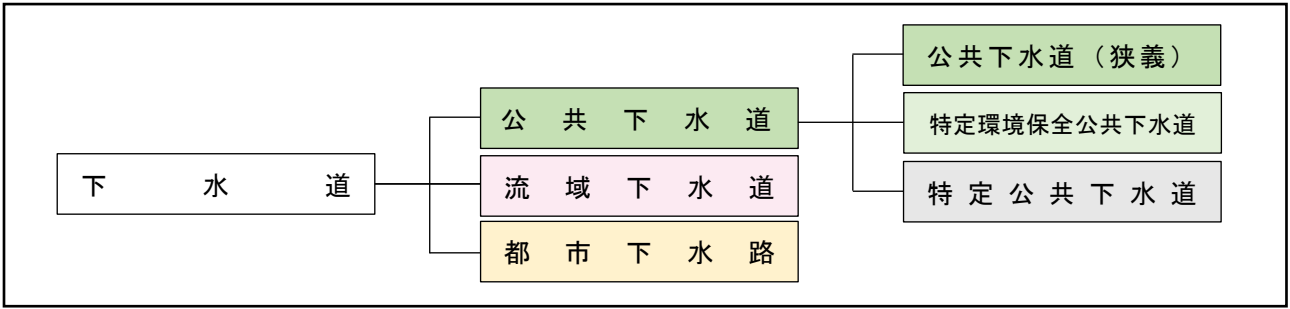 下水道
公共下水道
流域下水道
都市下水路
公共下水道（狭義）
特定環境保全公共下水道
特定公共下水道